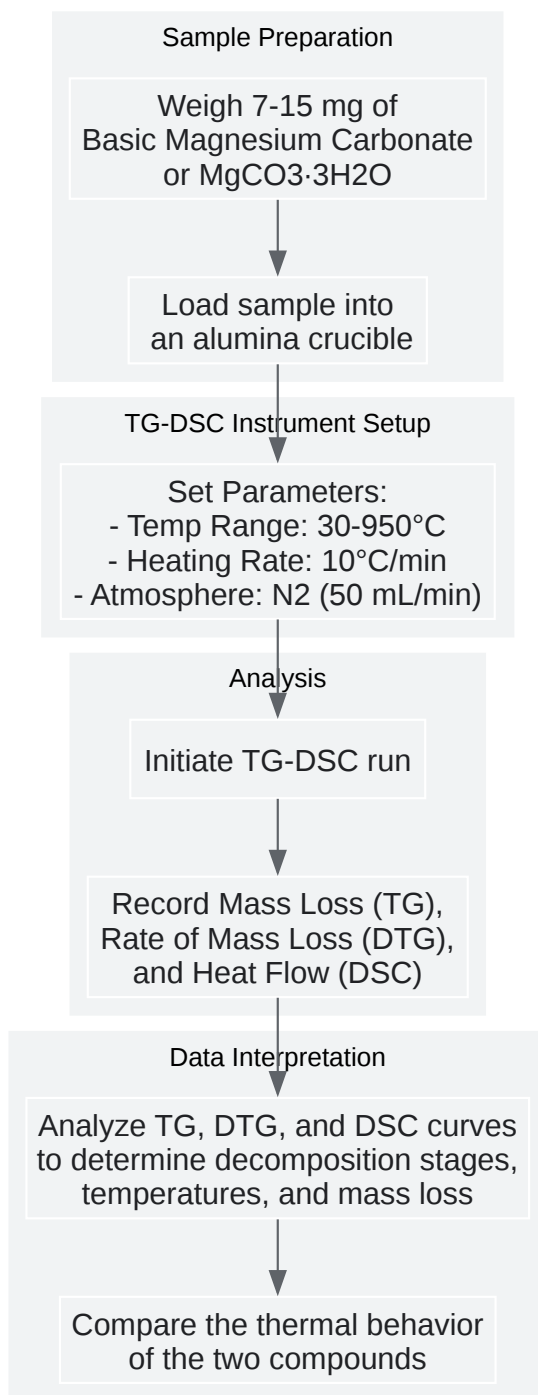 Sample Preparation
Weigh 7-15 mg of
Basic Magnesium Carbonate
or MgCO3·3H2O
Load sample into
an alumina crucible
TG-DSC Instrument Setup
Set Parameters:
- Temp Range: 30-950°C
- Heating Rate: 10°C/min
- Atmosphere: N2 (50 mL/min)
Analysis
Initiate TG-DSC run
Record Mass Loss (TG),
Rate of Mass Loss (DTG),
and Heat Flow (DSC)
Data Interpretation
Analyze TG, DTG, and DSC curves
to determine decomposition stages,
temperatures, and mass loss
Compare the thermal behavior
of the two compounds